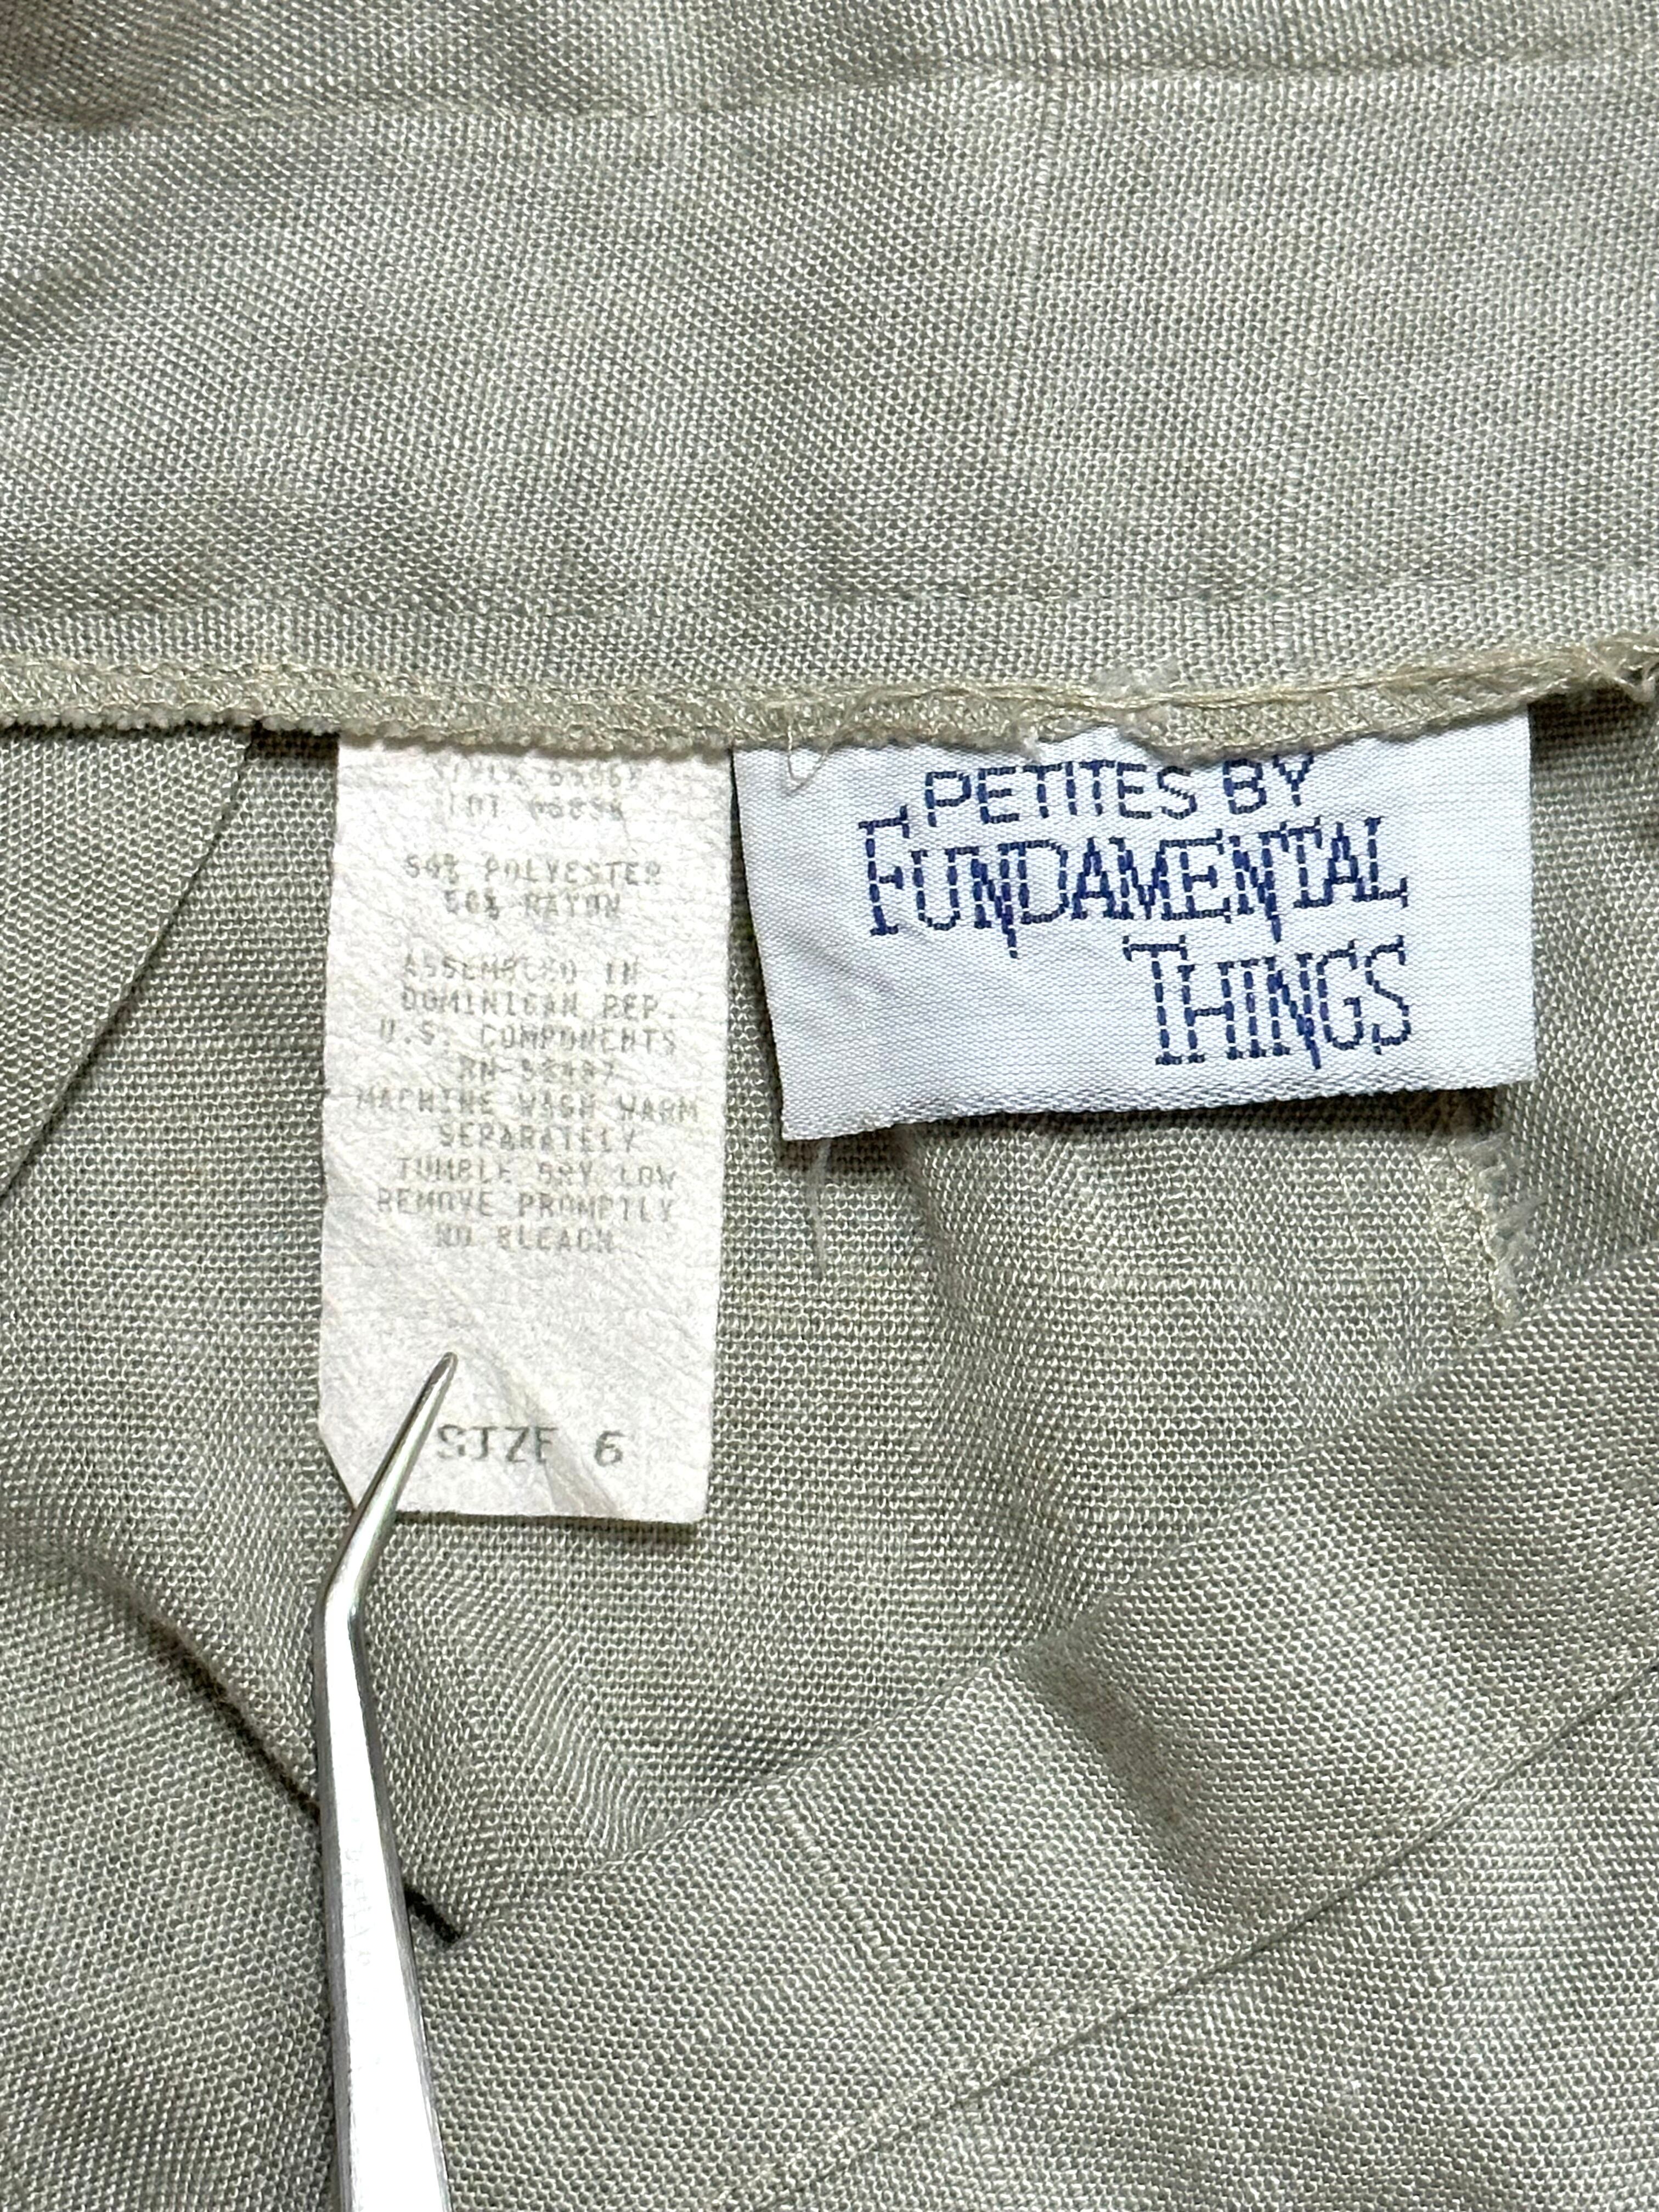 LOT
50% POLYESTER
50% RAYON
ASSEMBLED IN
DOMINICAN REP.
U.S. COMPONENTS
MACHINE WASH WARM
SEPARATELY
TUMBLE DRY LOW
REMOVE PROMPTLY
NO BLEACH
SIZE 6
PETITES BY
FUNDAMENTAL
THINGS